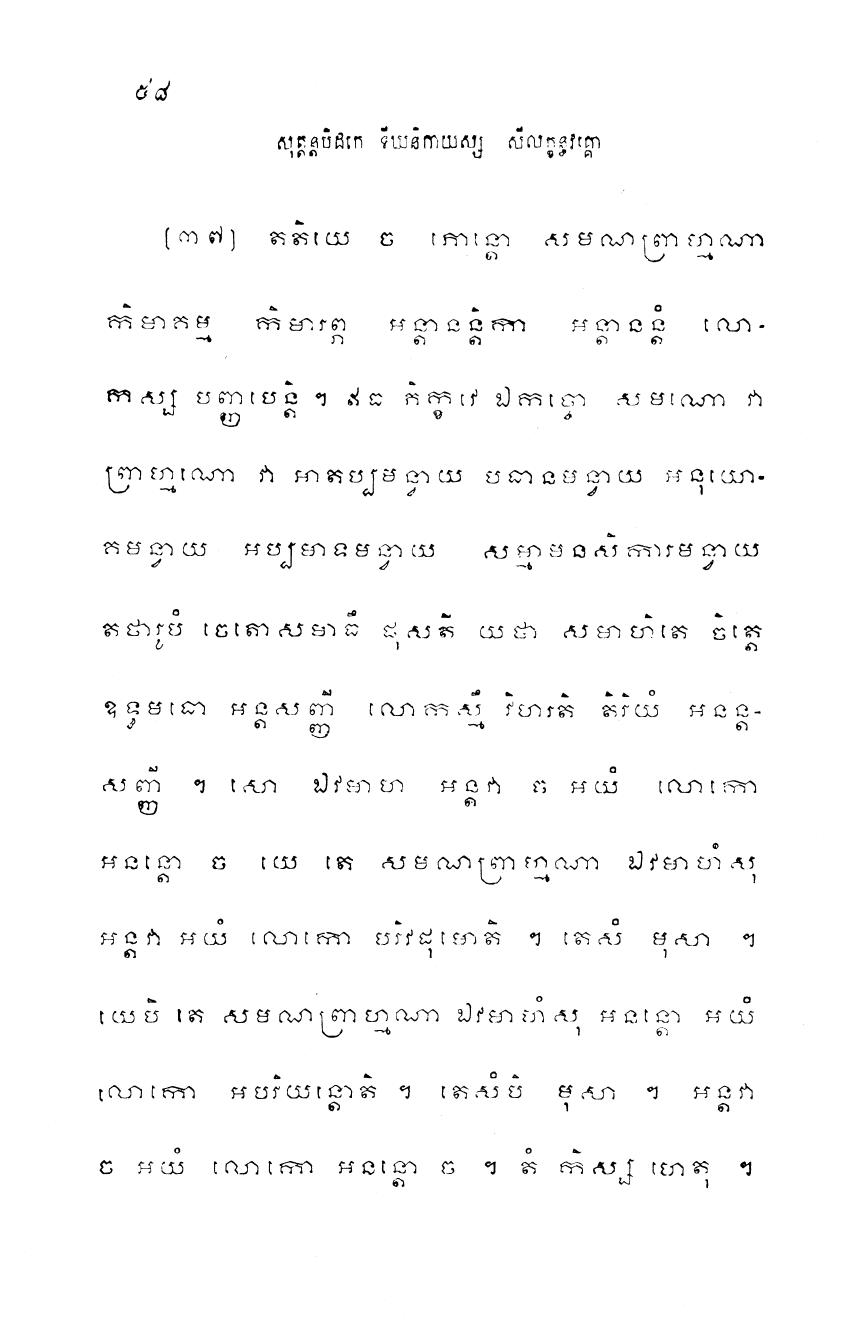 ៥៨
សុត្តន្តបិដកេ ទីឃនិកាយស្ស សីលក្ខន្ធវគ្គោ
(៣៧) តតិយេ ច ភោន្តោ សមណព្រាហ្មណា
កិមាគម្ម កិមារព្ភ អន្តានន្តិកា អន្តានន្តំ លោ-
កស្ស បញ្ញបេន្តិ ។ ឥធ ភិក្ខវេ ឯកច្ចោ សមណោ វា
ព្រាហ្មណោ វា អាតប្បមន្វាយ បធានមន្វាយ អនុយោ-
គមន្វាយ អប្បមាទមន្វាយ សម្មាមនសិការមន្វាយ
តថារូបំ ចេតោសមាធឹ ផុសតិ យថា សមាហិតេ ចិត្តេ
ឧទ្ធមធោ អន្តសញ្ញី លោកស្មឹ វិហរតិ តិរិយំ អនន្ត-
សញ្ញី ។ សោ ឯវមាហ អន្តវា ច អយំ លោកោ
អនន្តោ ច យេ តេ សមណព្រាហ្មណា ឯវមាហំសុ
អន្តវា អយំ លោកោ បរិវដុមោតិ ។ តេសំ មុសា ។
យេបិ តេ សមណព្រាហ្មណា ឯវមាហំសុ អនន្តោ អយំ
លោកោ អបរិយន្តោតិ ។ តេសំបិ មុសា ។ អន្តវា
ច អយំ លោកោ អនន្តោ ច ។ តំ កិស្ស ហេតុ ។